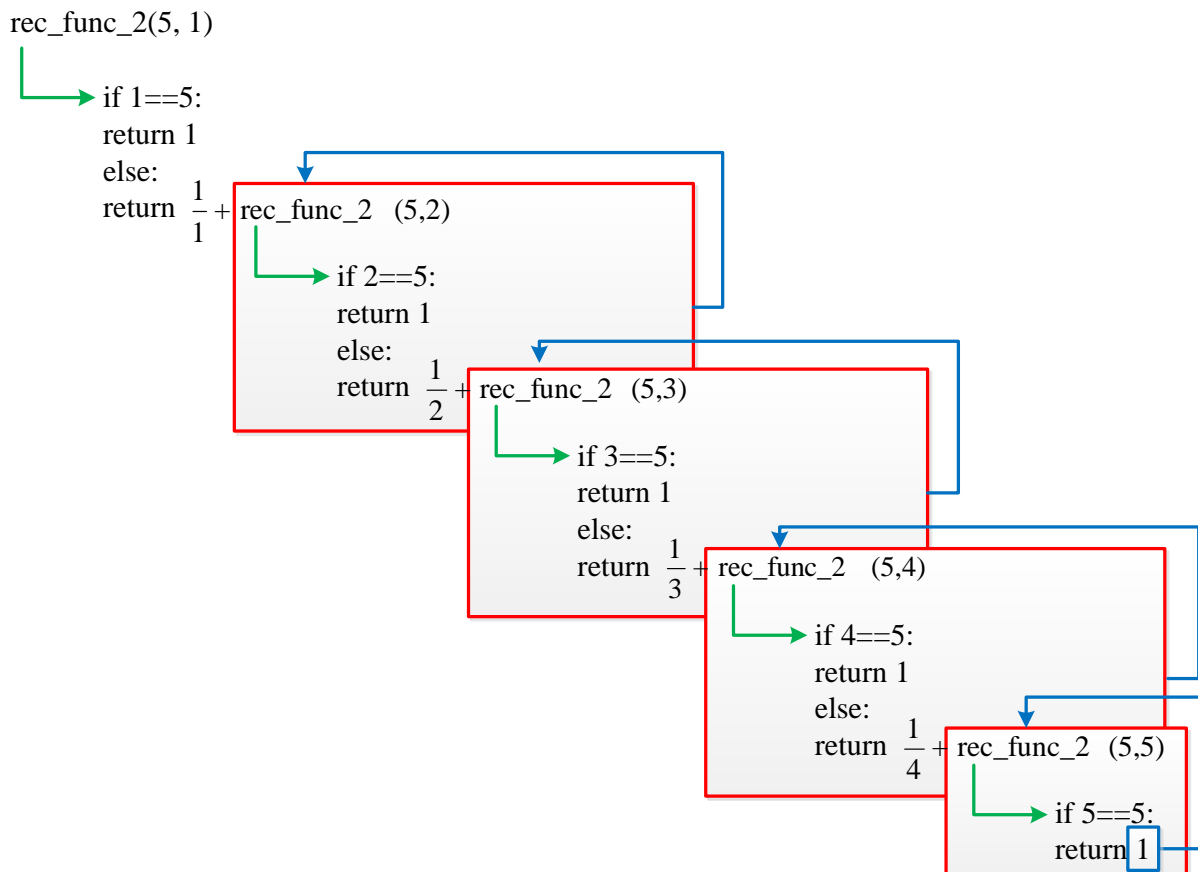 rec_func_2(5, 1)
if 1==5:
return 1
else:
return 1/1 + rec_func_2 (5,2)
if 2==5:
return 1
else:
return 1/2 + rec_func_2 (5,3)
if 3==5:
return 1
else:
return 1/3 + rec_func_2 (5,4)
if 4==5:
return 1
else:
return 1/4 + rec_func_2 (5,5)
if 5==5:
return 1